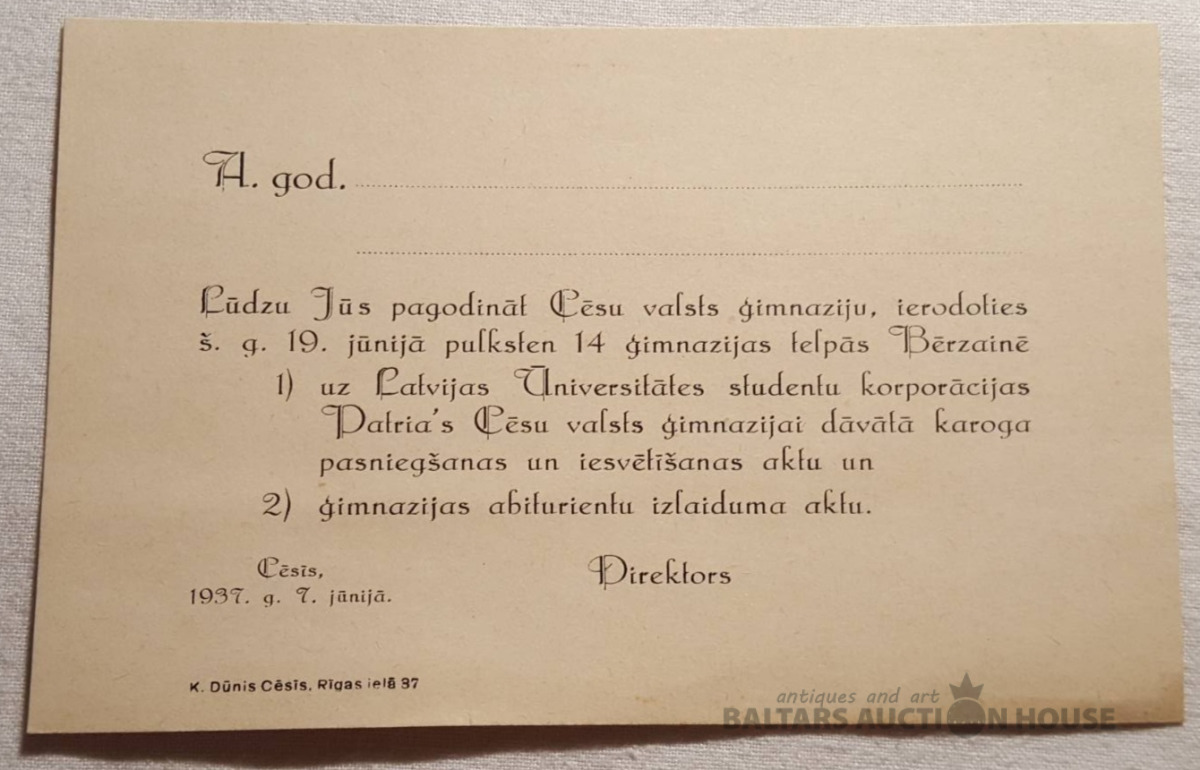 A. god.
Lūdzu Jūs pagodināt Cēsu valsts ģimnaziju, ierodoties
š. g. 19. jūnijā pulksten 14 ģimnazijas telpās Bērzainē
1) uz Latvijas Ūniversitātes studentu korporācijas
Patria's Cēsu valsts ģimnazijai dāvātā karoga
pasniegšanas un iesvētīšanas aktu un
2) ģimnazijas abiturientu izlaiduma aktu.
Cēsīs,
1937. g. 7. jūnijā.
Direktors
K. Dūnis Cēsīs, Rīgas ielā 37
antiques and art
BALTARS AUCTION HOUSE